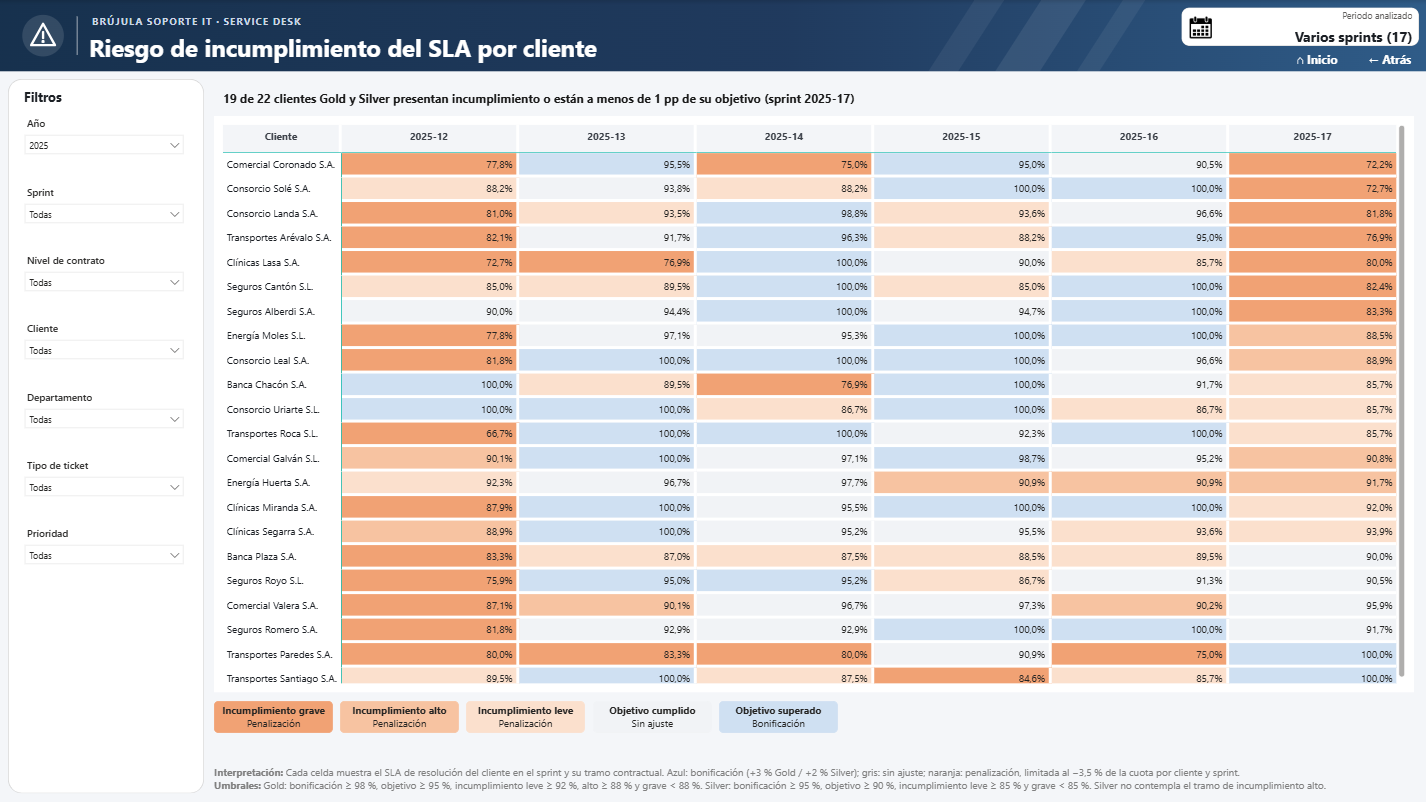 BRÚJULA SOPORTE IT · SERVICE DESK
Riesgo de incumplimiento del SLA por cliente
Periodo analizado
Varios sprints (17)
⌂ Inicio ← Atrás
Filtros
Año
2025
Sprint
Todas
Nivel de contrato
Todas
Cliente
Todas
Departamento
Todas
Tipo de ticket
Todas
Prioridad
Todas
19 de 22 clientes Gold y Silver presentan incumplimiento o están a menos de 1 pp de su objetivo (sprint 2025-17)
Cliente 2025-12 2025-13 2025-14 2025-15 2025-16 2025-17
Comercial Coronado S.A. 77,8% 95,5% 75,0% 95,0% 90,5% 72,2%
Consorcio Solé S.A. 88,2% 93,8% 88,2% 100,0% 100,0% 72,7%
Consorcio Landa S.A. 81,0% 93,5% 98,8% 93,6% 96,6% 81,8%
Transportes Arévalo S.A. 82,1% 91,7% 96,3% 88,2% 95,0% 76,9%
Clínicas Lasa S.A. 72,7% 76,9% 100,0% 90,0% 85,7% 80,0%
Seguros Cantón S.L. 85,0% 89,5% 100,0% 85,0% 100,0% 82,4%
Seguros Alberdi S.A. 90,0% 94,4% 100,0% 94,7% 100,0% 83,3%
Energía Moles S.L. 77,8% 97,1% 95,3% 100,0% 100,0% 88,5%
Consorcio Leal S.A. 81,8% 100,0% 100,0% 100,0% 96,6% 88,9%
Banca Chacón S.A. 100,0% 89,5% 76,9% 100,0% 91,7% 85,7%
Consorcio Uriarte S.L. 100,0% 100,0% 86,7% 100,0% 86,7% 85,7%
Transportes Roca S.L. 66,7% 100,0% 100,0% 92,3% 100,0% 85,7%
Comercial Galván S.L. 90,1% 100,0% 97,1% 98,7% 95,2% 90,8%
Energía Huerta S.A. 92,3% 96,7% 97,7% 90,9% 90,9% 91,7%
Clínicas Miranda S.A. 87,9% 100,0% 95,5% 100,0% 100,0% 92,0%
Clínicas Segarra S.A. 88,9% 100,0% 95,2% 95,5% 93,6% 93,9%
Banca Plaza S.A. 83,3% 87,0% 87,5% 88,5% 89,5% 90,0%
Seguros Royo S.L. 75,9% 95,0% 95,2% 86,7% 91,3% 90,5%
Comercial Valera S.A. 87,1% 90,1% 96,7% 97,3% 90,2% 95,9%
Seguros Romero S.A. 81,8% 92,9% 92,9% 100,0% 100,0% 91,7%
Transportes Paredes S.A. 80,0% 83,3% 80,0% 90,9% 75,0% 100,0%
Transportes Santiago S.A. 89,5% 100,0% 87,5% 84,6% 85,7% 100,0%
Incumplimiento grave Incumplimiento alto Incumplimiento leve Objetivo cumplido Objetivo superado
Penalización Penalización Penalización Sin ajuste Bonificación
Interpretación: Cada celda muestra el SLA de resolución del cliente en el sprint y su tramo contractual. Azul: bonificación (+3 % Gold / +2 % Silver); gris: sin ajuste; naranja: penalización, limitada al −3,5 % de la cuota por cliente y sprint.
Umbrales: Gold: bonificación ≥ 98 %, objetivo ≥ 95 %, incumplimiento leve ≥ 92 %, alto ≥ 88 % y grave < 88 %. Silver: bonificación ≥ 95 %, objetivo ≥ 90 %, incumplimiento leve ≥ 85 % y grave < 85 %. Silver no contempla el tramo de incumplimiento alto.